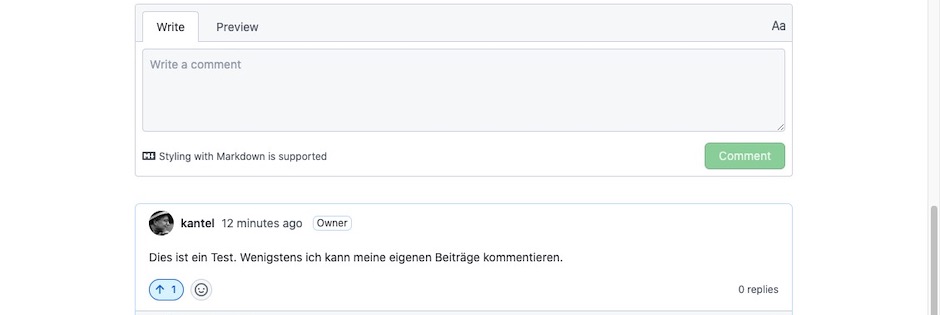 Write Preview Aa
Write a comment
Styling with Markdown is supported Comment
kantel 12 minutes ago Owner
Dies ist ein Test. Wenigstens ich kann meine eigenen Beiträge kommentieren.
1 0 replies